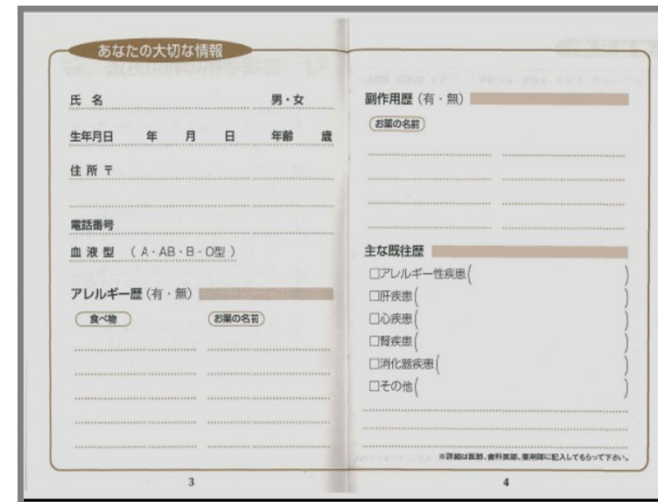 あなたの大切な情報
氏 名 男・女
生年月日 年 月 日 年齢 歳
住 所 〒
電話番号
血 液 型 （ A・AB・B・O型 ）
アレルギー歴（有・無）
食べ物 お薬の名前
3
副作用歴（有・無）
お薬の名前
主な既往歴
□アレルギー性疾患( )
□肝疾患( )
□心疾患( )
□腎疾患( )
□消化器疾患( )
□その他( )
※詳細は医師、歯科医師、薬剤師に記入してもらって下さい。
4